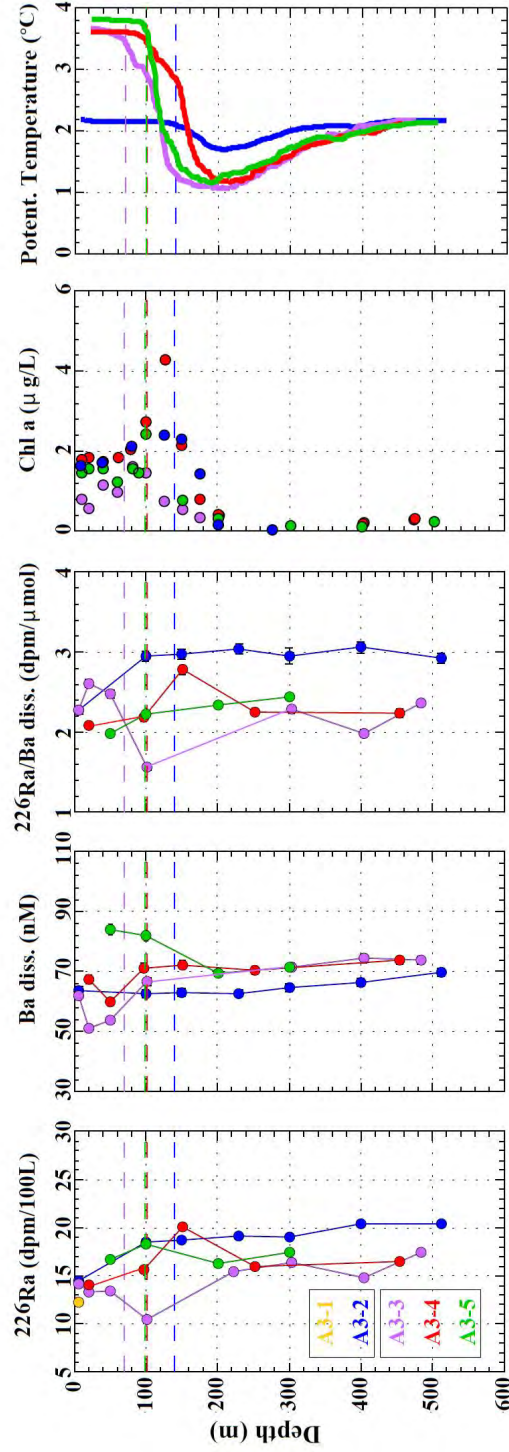 ²²⁶Ra (dpm/100L)
5 10 15 20 25 30
Ba diss. (nM)
30 50 70 90 110
²²⁶Ra/Ba diss. (dpm/μmol)
1 2 3 4
Chl a (μ g/L)
0 2 4 6
Potent. Temperature (°C)
0 1 2 3 4
Depth (m)
0
100
200
300
400
500
600
A3-1
A3-2
A3-3
A3-4
A3-5